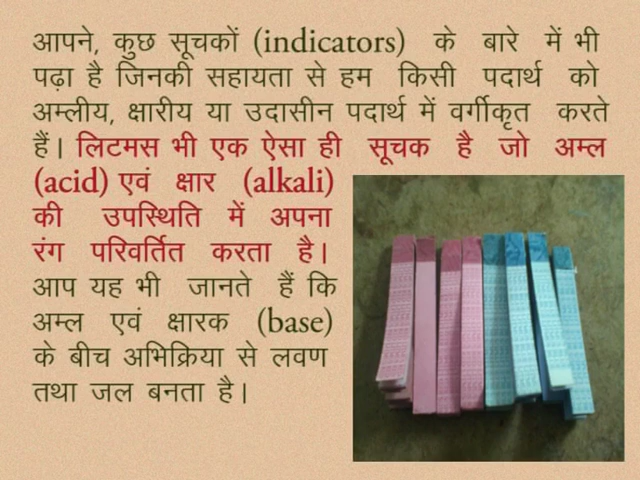 आपने, कुछ सूचकों (indicators) के बारे में भी
पढ़ा है जिनकी सहायता से हम किसी पदार्थ को
अम्लीय, क्षारीय या उदासीन पदार्थ में वर्गीकृत करते
हैं। लिटमस भी एक ऐसा ही सूचक है जो अम्ल
(acid) एवं क्षार (alkali)
की उपस्थिति में अपना
रंग परिवर्तित करता है।
आप यह भी जानते हैं कि
अम्ल एवं क्षारक (base)
के बीच अभिक्रिया से लवण
तथा जल बनता है।